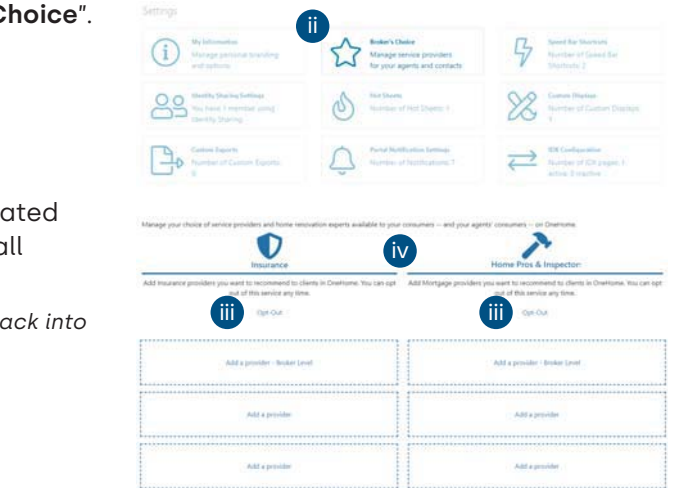 Choice".
ated
all
ack into
Settings
ii
My Information
Manage personal branding
and options
Broker's Choice
Manage service providers
for your agents and contacts
Speed Bar Shortcuts
Number of Speed Bar
Shortcuts: 2
Identity Sharing Settings
You have 1 member using
Identity Sharing.
Hot Sheets
Number of Hot Sheets: 1
Custom Displays
Number of Custom Displays:
Custom Exports
Number of Custom Exports:
0
Portal Notification Settings
Number of Notifications: 7
IDX Configuration
Number of IDX pages: 1
active 0 inactive
Manage your choice of service providers and home renovation experts available to your consumers -- and your agents' consumers -- on OneHome.
iv
Insurance
Home Pros & Inspector:
Add Insurance providers you want to recommend to clients in OneHome. You can opt
out of this service any time.
Add Mortgage providers you want to recommend to clients in OneHome. You can opt
out of this service any time.
iii
Opt-Out
iii
Opt-Out
Add a provider - Broker Level
Add a provider - Broker Level
Add a provider
Add a provider
Add a provider
Add a provider